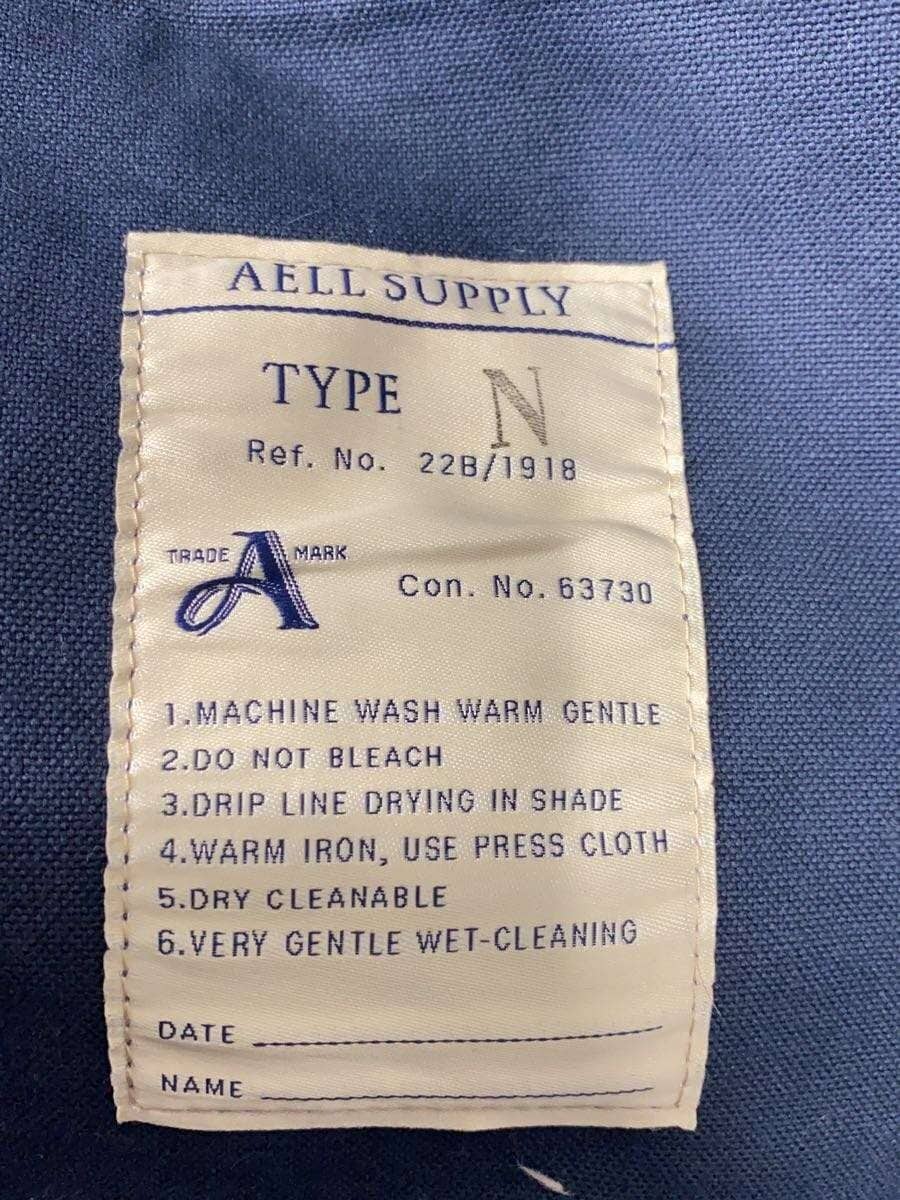 AELL SUPPLY
TYPE N
Ref. No. 22B/1918
TRADE A MARK
Con. No. 63730
1.MACHINE WASH WARM GENTLE
2.DO NOT BLEACH
3.DRIP LINE DRYING IN SHADE
4.WARM IRON, USE PRESS CLOTH
5.DRY CLEANABLE
6.VERY GENTLE WET-CLEANING
DATE
NAME